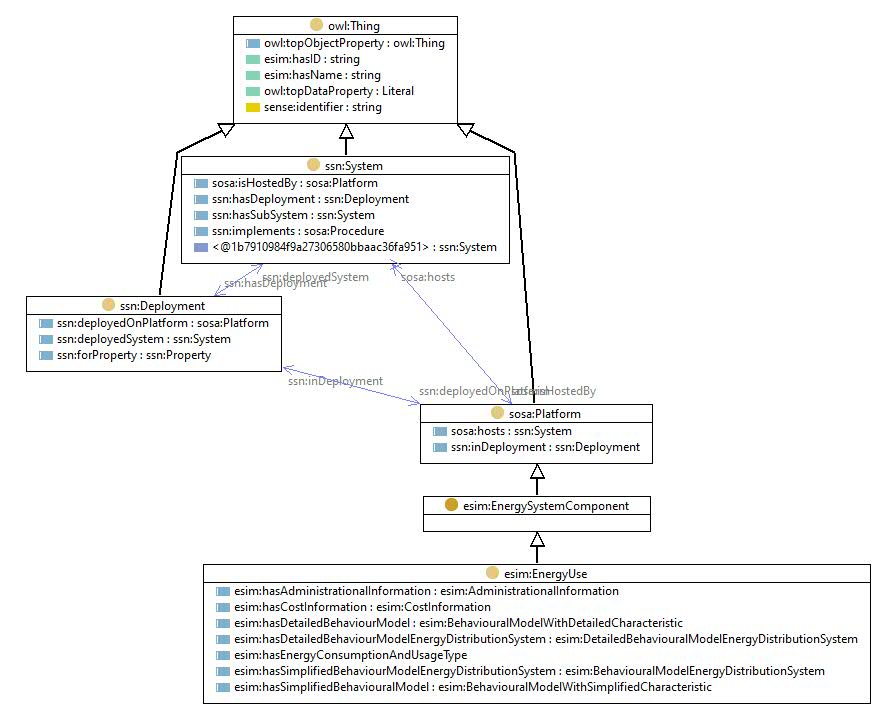 owl:Thing
owl:topObjectProperty : owl:Thing
esim:hasID : string
esim:hasName : string
owl:topDataProperty : Literal
sense:identifier : string
ssn:System
sosa:isHostedBy : sosa:Platform
ssn:hasDeployment : ssn:Deployment
ssn:hasSubSystem : ssn:System
ssn:implements : sosa:Procedure
<@1b7910984f9a27306580bbaac36fa951> : ssn:System
ssn:deployedSystem
ssn:hasDeployment
sosa:hosts
ssn:Deployment
ssn:deployedOnPlatform : sosa:Platform
ssn:deployedSystem : ssn:System
ssn:forProperty : ssn:Property
ssn:inDeployment
ssn:deployedOnPlatform
sosa:isHostedBy
sosa:Platform
sosa:hosts : ssn:System
ssn:inDeployment : ssn:Deployment
esim:EnergySystemComponent
esim:EnergyUse
esim:hasAdministrationalInformation : esim:AdministrationalInformation
esim:hasCostInformation : esim:CostInformation
esim:hasDetailedBehaviourModel : esim:BehaviouralModelWithDetailedCharacteristic
esim:hasDetailedBehaviourModelEnergyDistributionSystem : esim:DetailedBehaviouralModelEnergyDistributionSystem
esim:hasEnergyConsumptionAndUsageType
esim:hasSimplifiedBehaviourModelEnergyDistributionSystem : esim:BehaviouralModelEnergyDistributionSystem
esim:hasSimplifiedBehaviouralModel : esim:BehaviouralModelWithSimplifiedCharacteristic